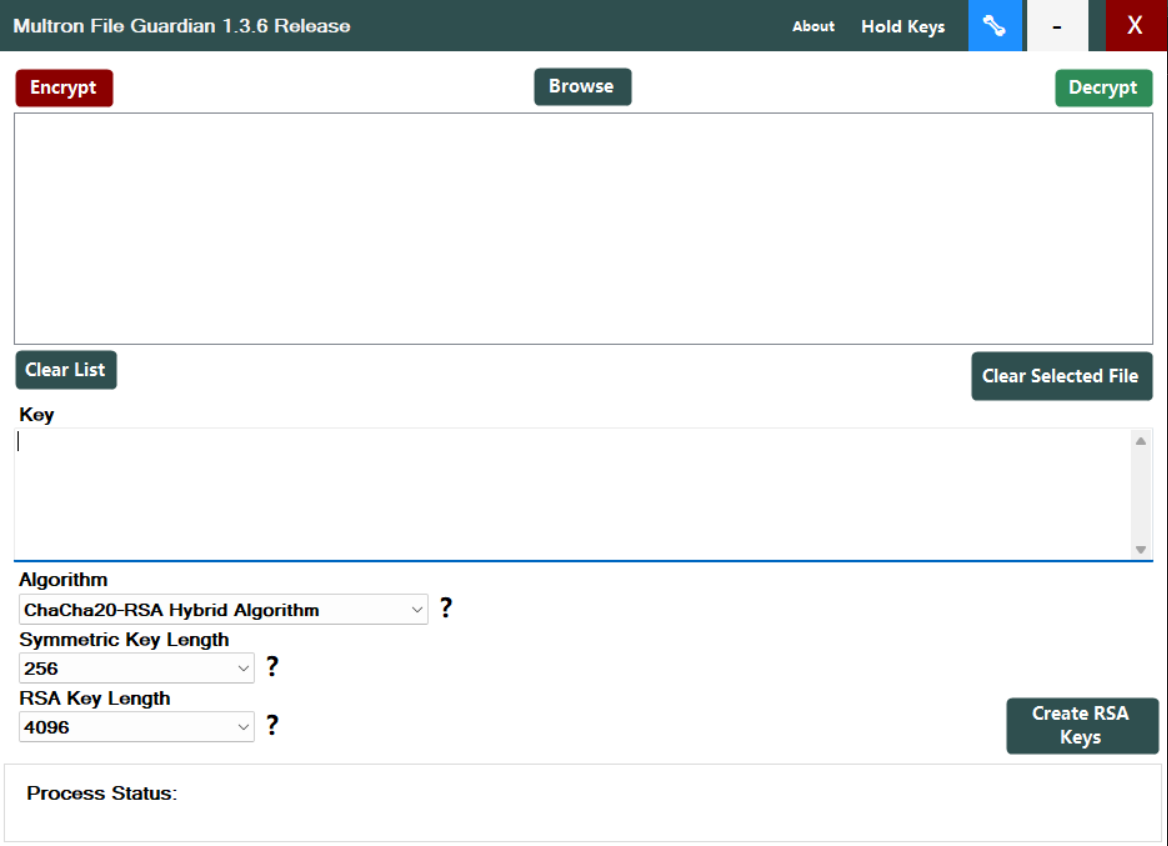 Multron File Guardian 1.3.6 Release
About
Hold Keys
-
X
Encrypt
Browse
Decrypt
Clear List
Clear Selected File
Key
Algorithm
ChaCha20-RSA Hybrid Algorithm
?
Symmetric Key Length
256
?
RSA Key Length
4096
?
Create RSA
Keys
Process Status: